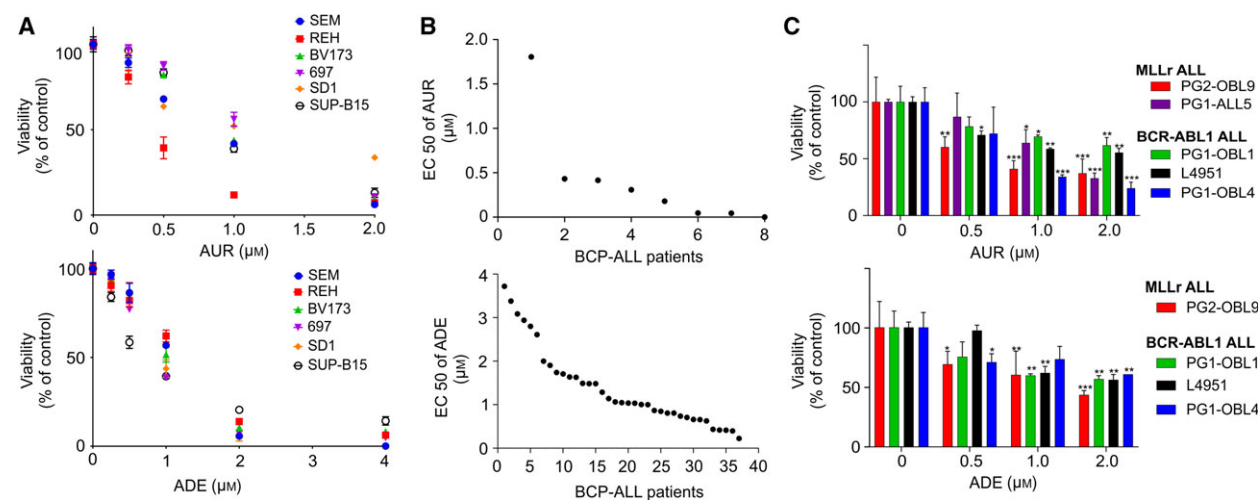 A
Viability
(% of control)
100
50
0
0
0.5
1.0
2.0
AUR (µM)
SEM
REH
BV173
697
SD1
SUP-B15
Viability
(% of control)
100
50
0
0
1
2
3
4
ADE (µM)
SEM
REH
BV173
697
SD1
SUP-B15
B
EC 50 of AUR
(µM)
2.0
1.5
1.0
0.5
0.0
0
2
4
6
8
BCP-ALL patients
EC 50 of ADE
(µM)
4
3
2
1
0
0
5
10
15
20
25
30
35
40
BCP-ALL patients
C
Viability
(% of control)
100
50
0
** * *** * * ** *** *** *** ** ** ***
0
0.5
1.0
2.0
AUR (µM)
MLLr ALL
PG2-OBL9
PG1-ALL5
BCR-ABL1 ALL
PG1-OBL1
L4951
PG1-OBL4
Viability
(% of control)
100
50
0
* * ** ** ** *** ** ** **
0
0.5
1.0
2.0
ADE (µM)
MLLr ALL
PG2-OBL9
BCR-ABL1 ALL
PG1-OBL1
L4951
PG1-OBL4